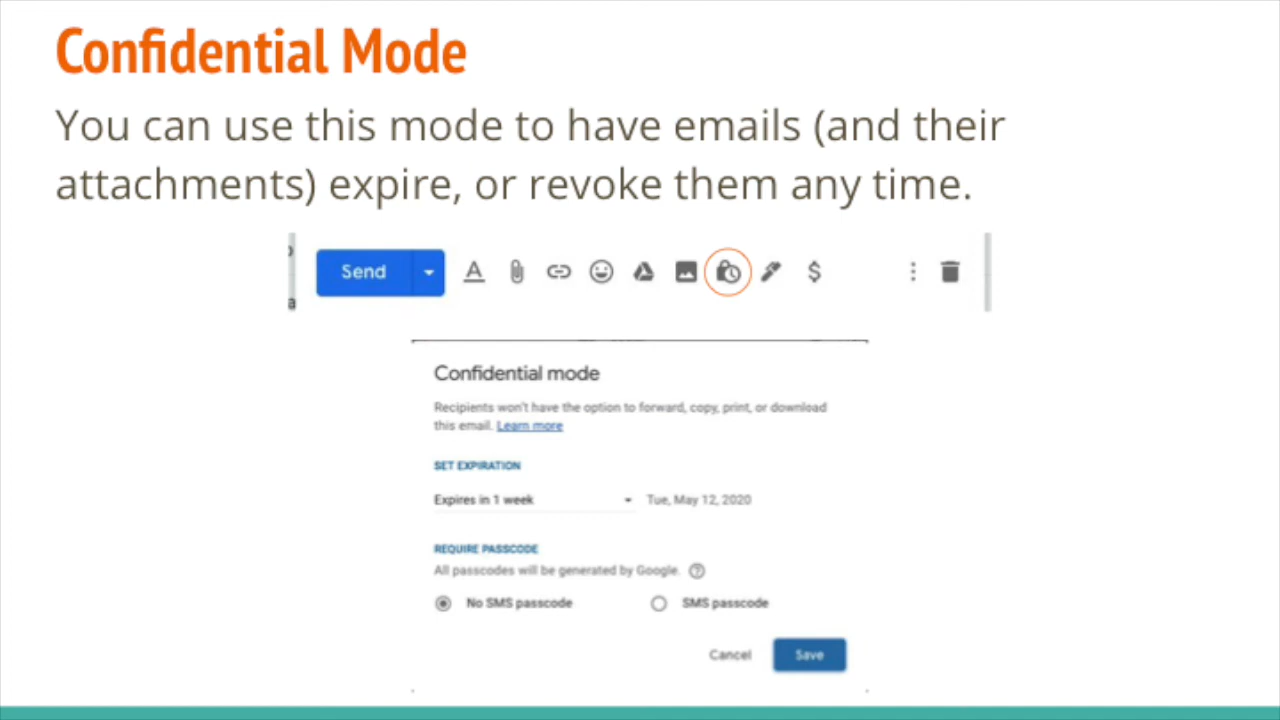 Confidential Mode
You can use this mode to have emails (and their
attachments) expire, or revoke them any time.
Send
Confidential mode
Recipients won't have the option to forward, copy, print, or download
this email. Learn more
SET EXPIRATION
Expires in 1 week Tue, May 12, 2020
REQUIRE PASSCODE
All passcodes will be generated by Google.
No SMS passcode SMS passcode
Cancel Save